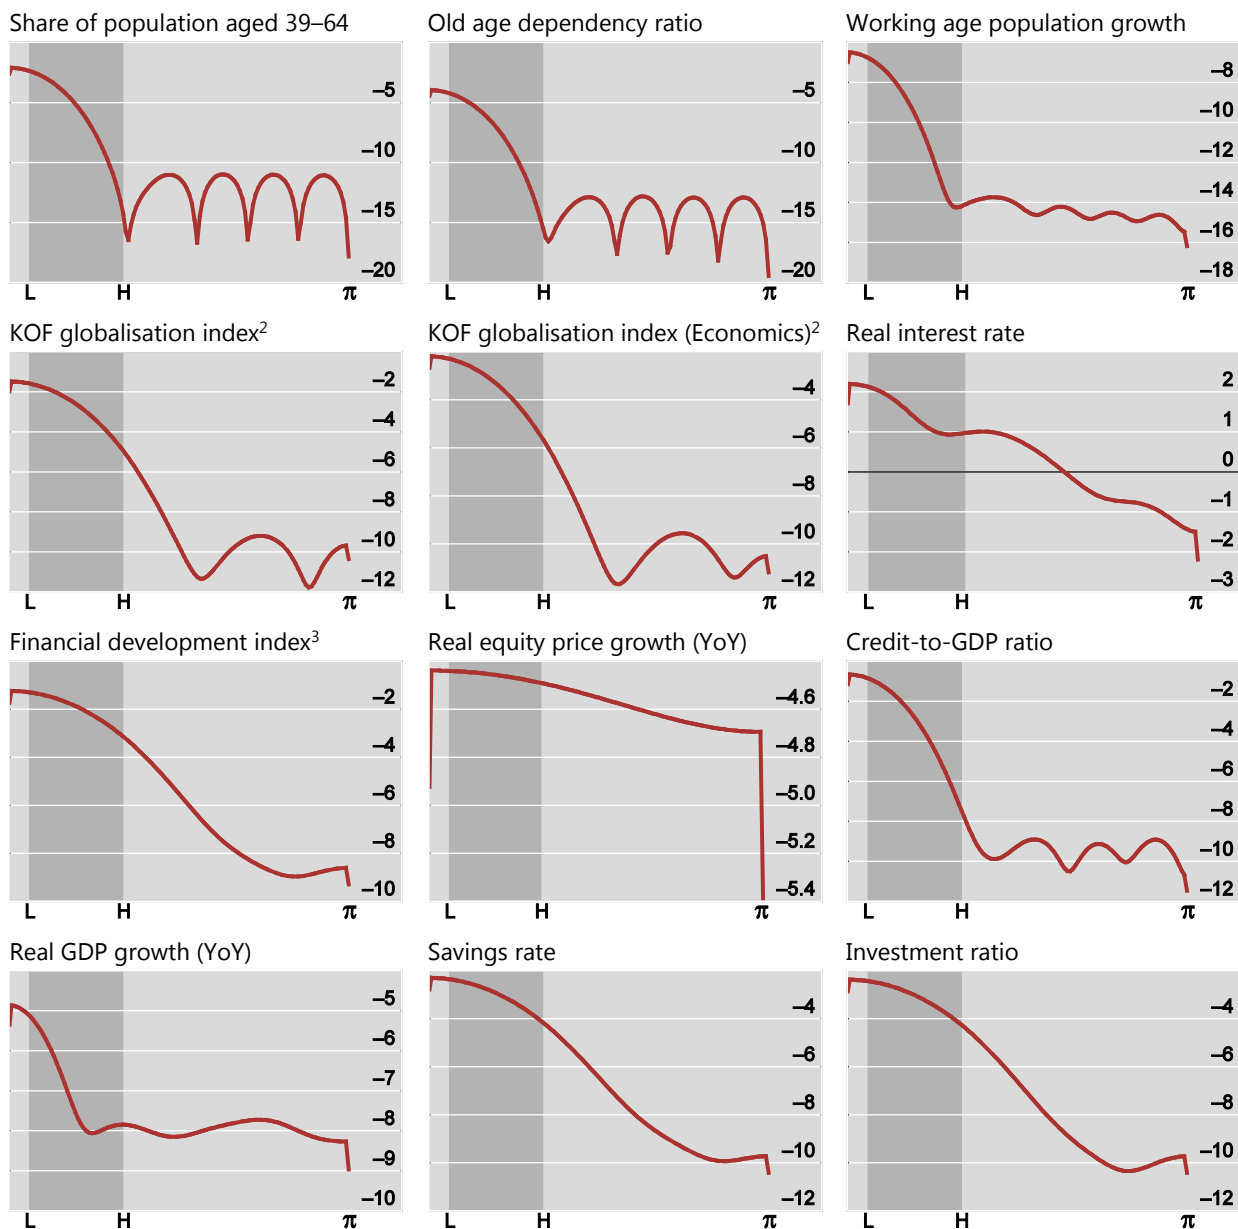 Share of population aged 39–64
–5
–10
–15
–20
L H π
Old age dependency ratio
–5
–10
–15
–20
L H π
Working age population growth
–8
–10
–12
–14
–16
–18
L H π
KOF globalisation index²
–2
–4
–6
–8
–10
–12
L H π
KOF globalisation index (Economics)²
–4
–6
–8
–10
–12
L H π
Real interest rate
2
1
0
–1
–2
–3
L H π
Financial development index³
–2
–4
–6
–8
–10
L H π
Real equity price growth (YoY)
–4.6
–4.8
–5.0
–5.2
–5.4
L H π
Credit-to-GDP ratio
–2
–4
–6
–8
–10
–12
L H π
Real GDP growth (YoY)
–5
–6
–7
–8
–9
–10
L H π
Savings rate
–4
–6
–8
–10
–12
L H π
Investment ratio
–4
–6
–8
–10
–12
L H π